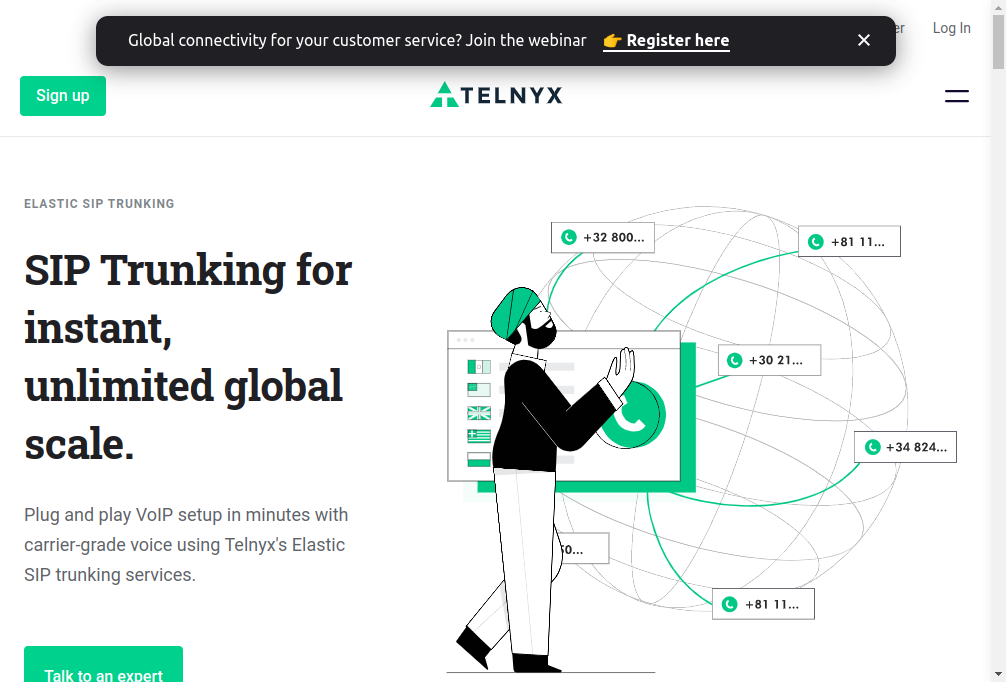 Global connectivity for your customer service? Join the webinar 👉 Register here
Log In
Sign up
TELNYX
ELASTIC SIP TRUNKING
SIP Trunking for
instant,
unlimited global
scale.
Plug and play VoIP setup in minutes with
carrier-grade voice using Telnyx's Elastic
SIP trunking services.
Talk to an expert
+32 800...
+81 11...
+30 21...
+34 824...
+81 11...